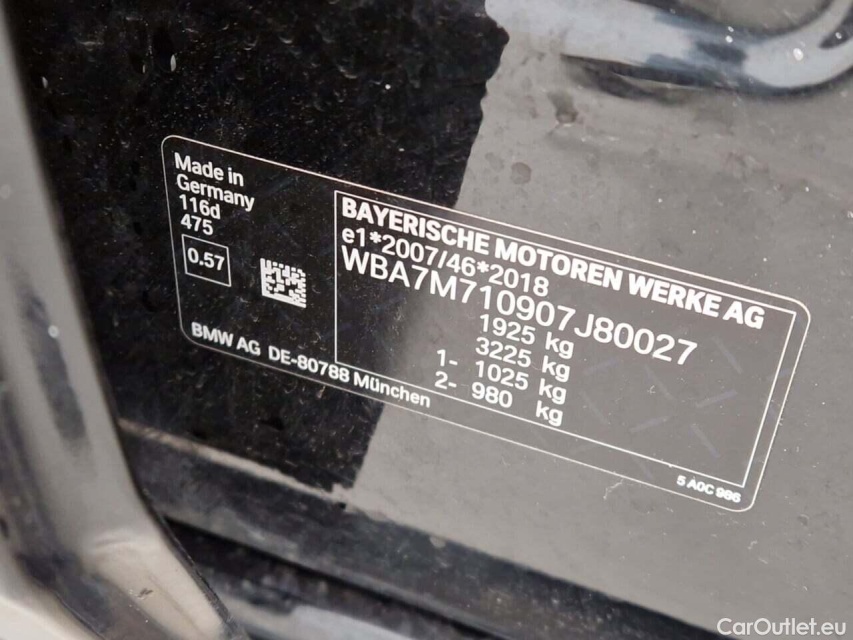 Made in
Germany
116d
475
0.57
BMW AG DE-80788 München
BAYERISCHE MOTOREN WERKE AG
e1*2007/46*2018
WBA7M710907J80027
1925 kg
3225 kg
1- 1025 kg
2- 980 kg
5 A0C 986
CarOutlet.eu